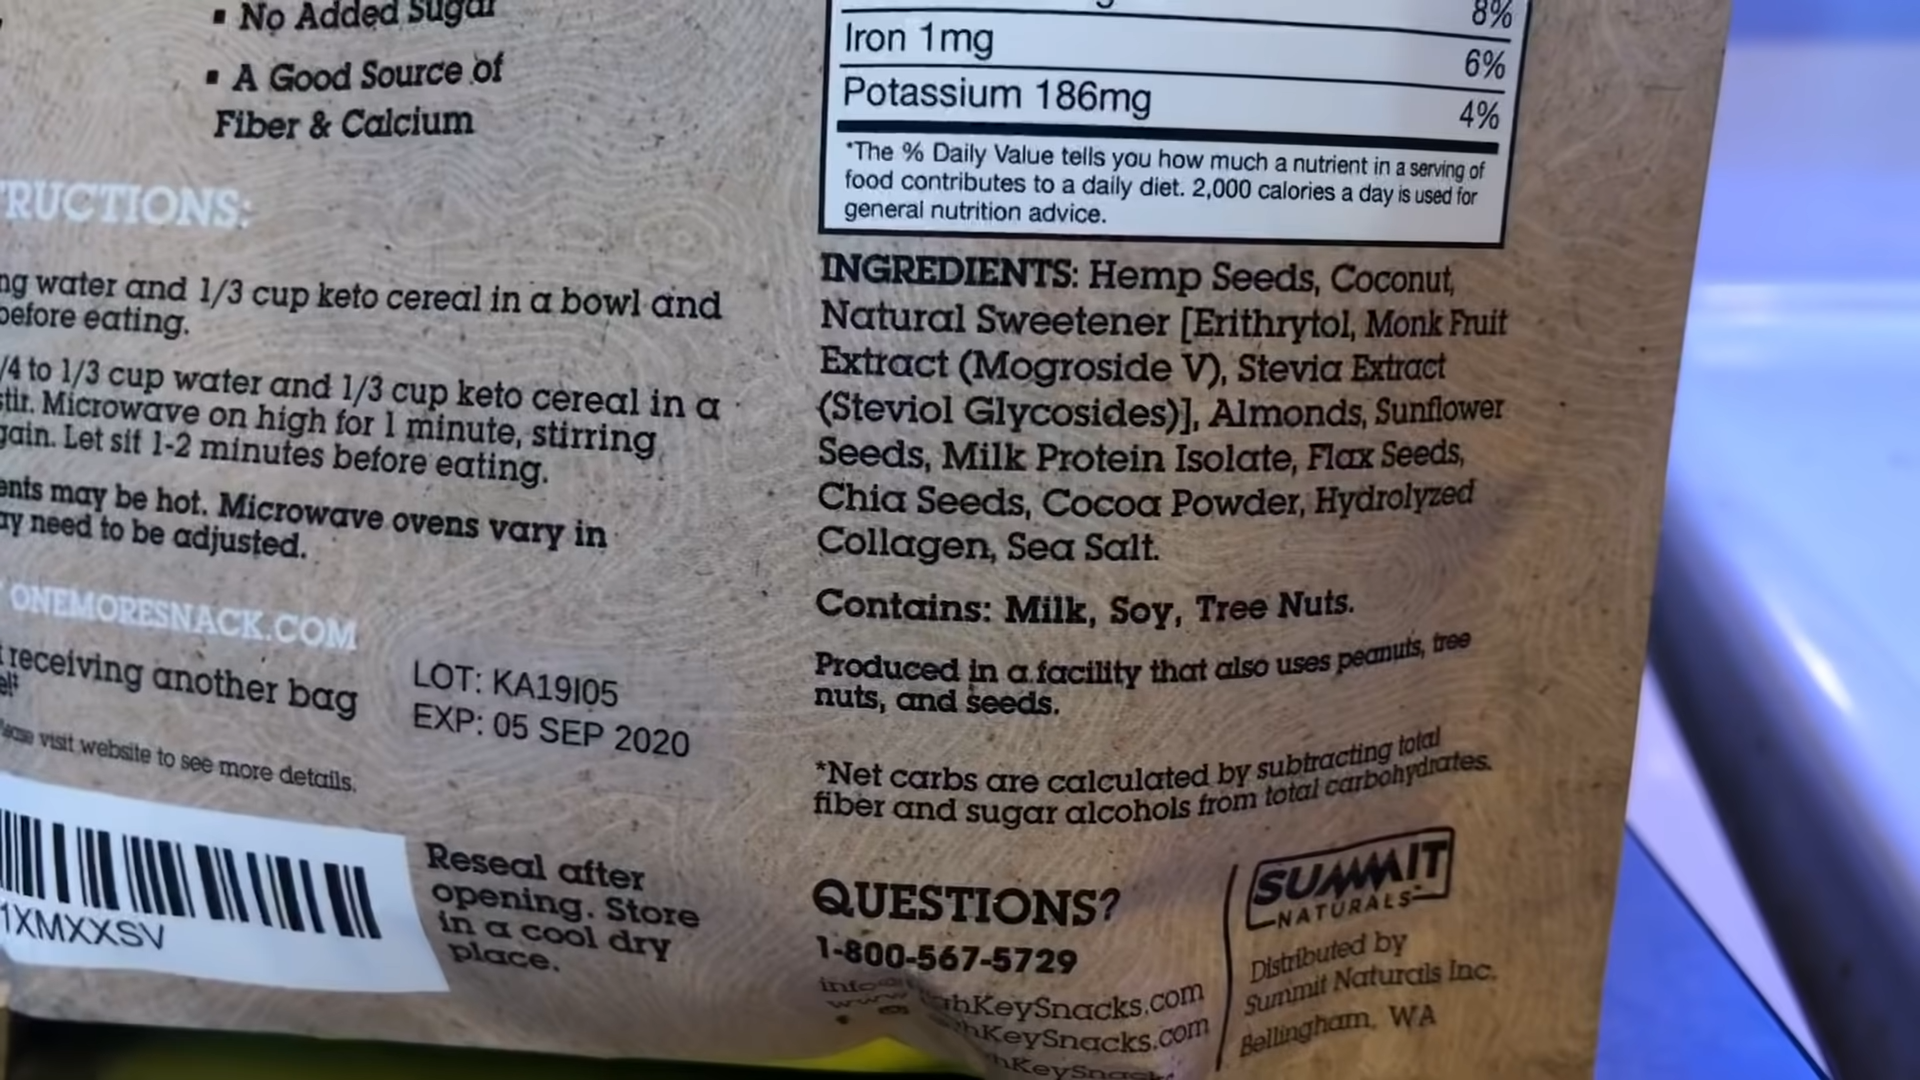 ▪ No Added Sugar
▪ A Good Source of
Fiber & Calcium
RUCTIONS:
water and 1/3 cup keto cereal in a bowl and
before eating.
1/4 to 1/3 cup water and 1/3 cup keto cereal in a
stir. Microwave on high for 1 minute, stirring
Let sit 1-2 minutes before eating.
may be hot. Microwave ovens vary in
need to be adjusted.
ONEMORESNACK.COM
receiving another bag
Please visit website to see more details.
LOT: KA19I05
EXP: 05 SEP 2020
1XMXXSV
Reseal after
opening. Store
in a cool dry
place.
8%
Iron 1mg 6%
Potassium 186mg 4%
*The % Daily Value tells you how much a nutrient in a serving of
food contributes to a daily diet. 2,000 calories a day is used for
general nutrition advice.
INGREDIENTS: Hemp Seeds, Coconut,
Natural Sweetener [Erithrytol, Monk Fruit
Extract (Mogroside V), Stevia Extract
(Steviol Glycosides)], Almonds, Sunflower
Seeds, Milk Protein Isolate, Flax Seeds,
Chia Seeds, Cocoa Powder, Hydrolyzed
Collagen, Sea Salt.
Contains: Milk, Soy, Tree Nuts.
Produced in a facility that also uses peanuts, tree
nuts, and seeds.
*Net carbs are calculated by subtracting total
fiber and sugar alcohols from total carbohydrates.
QUESTIONS?
1-800-567-5729
hKeySnacks.com
hKeySnacks.com
SUMMIT
NATURALS
Distributed by
Summit Naturals Inc.
Bellingham, WA